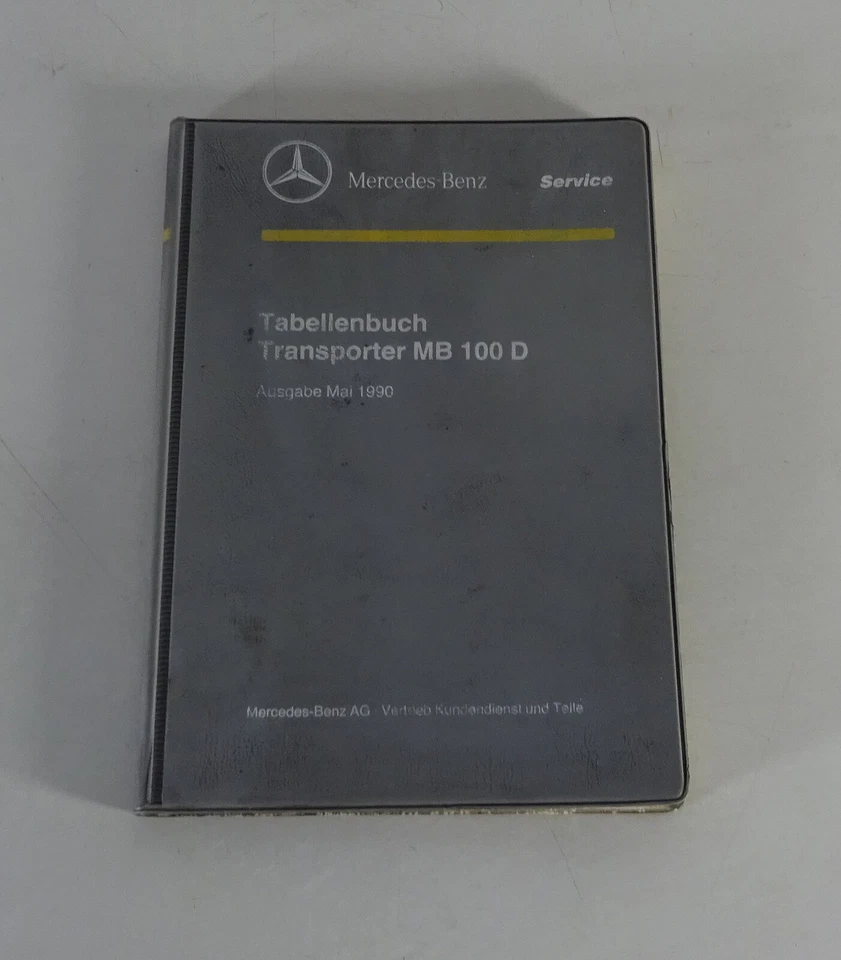 Mercedes-Benz Service
Tabellenbuch
Transporter MB 100 D
Ausgabe Mai 1990
Mercedes-Benz AG · Vertrieb Kundendienst und Teile